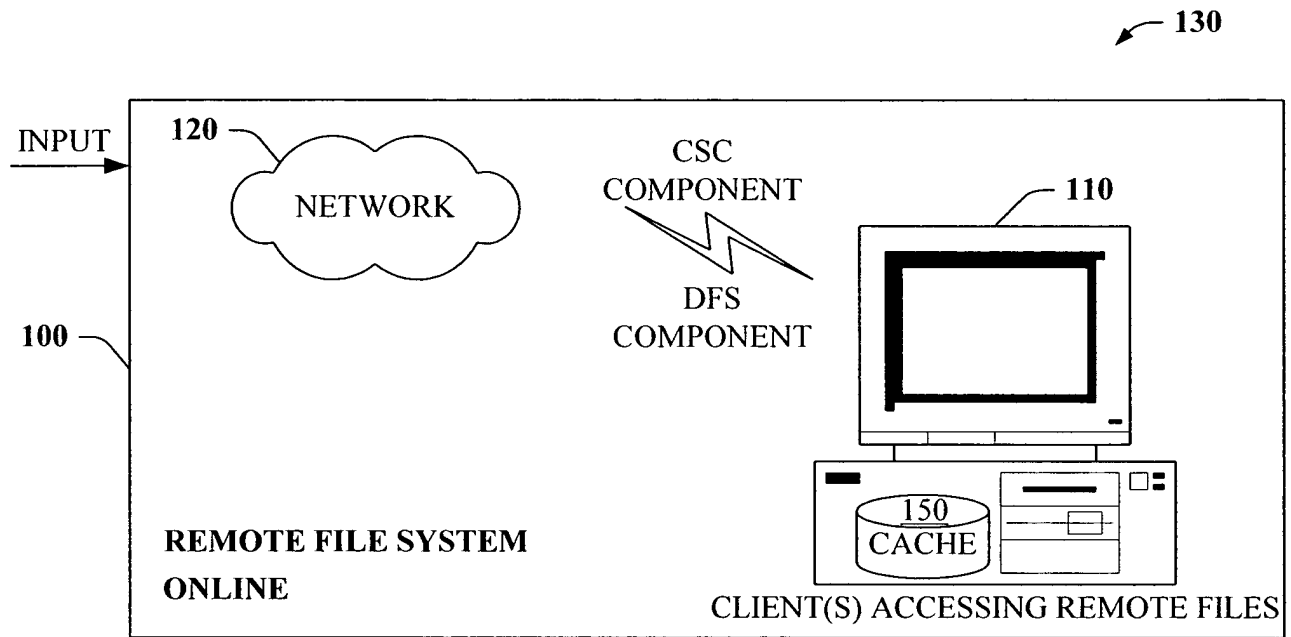 130
INPUT
120
NETWORK
CSC
COMPONENT
110
DFS
COMPONENT
100
150
CACHE
REMOTE FILE SYSTEM
ONLINE
CLIENT(S) ACCESSING REMOTE FILES